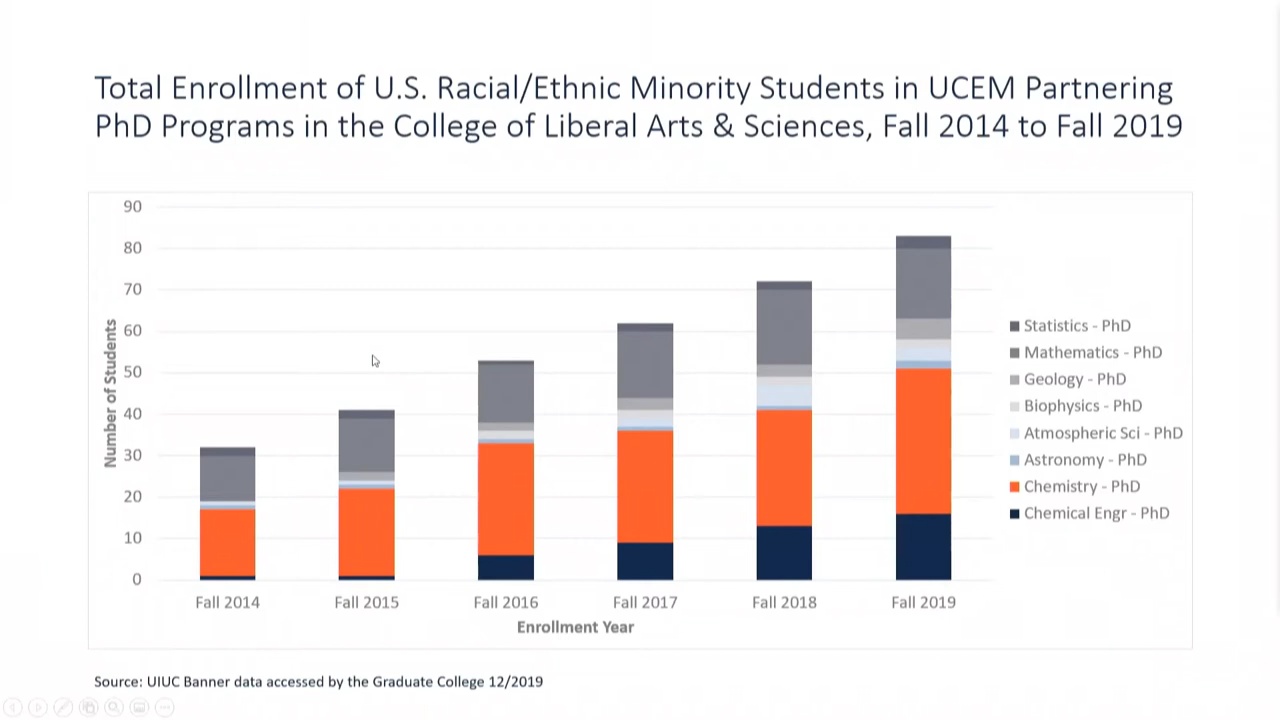 Total Enrollment of U.S. Racial/Ethnic Minority Students in UCEM Partnering
PhD Programs in the College of Liberal Arts & Sciences, Fall 2014 to Fall 2019
90
80
70
60
50
40
30
20
10
0
Number of Students
Fall 2014
Fall 2015
Fall 2016
Fall 2017
Fall 2018
Fall 2019
Enrollment Year
Statistics - PhD
Mathematics - PhD
Geology - PhD
Biophysics - PhD
Atmospheric Sci - PhD
Astronomy - PhD
Chemistry - PhD
Chemical Engr - PhD
Source: UIUC Banner data accessed by the Graduate College 12/2019